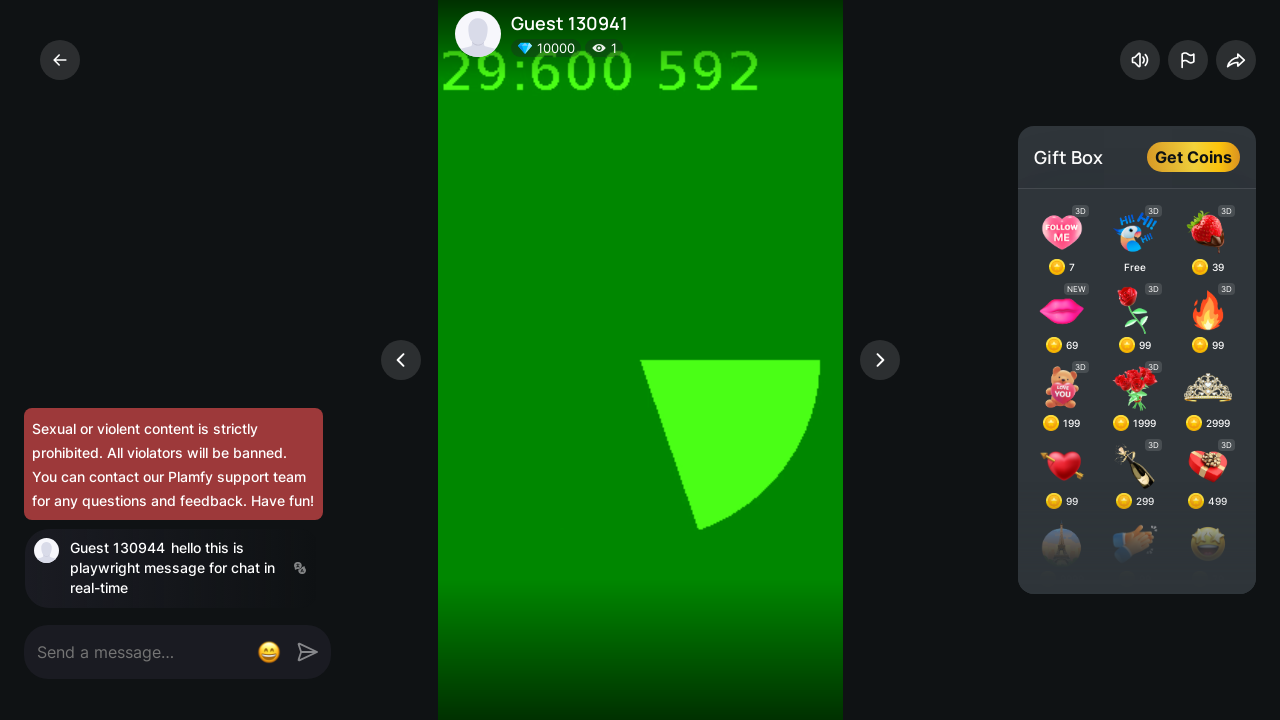 Guest 130941
10000 1
29:600 592
Gift Box
Get Coins
3D
3D
3D
FOLLOW
ME
Hi! Hi!
Hi!
7
Free
39
NEW
3D
3D
69
99
99
3D
3D
LOVE
YOU
199
1999
2999
3D
3D
99
299
499
Sexual or violent content is strictly
prohibited. All violators will be banned.
You can contact our Plamfy support team
for any questions and feedback. Have fun!
Guest 130944 hello this is
playwright message for chat in
real-time
Send a message...